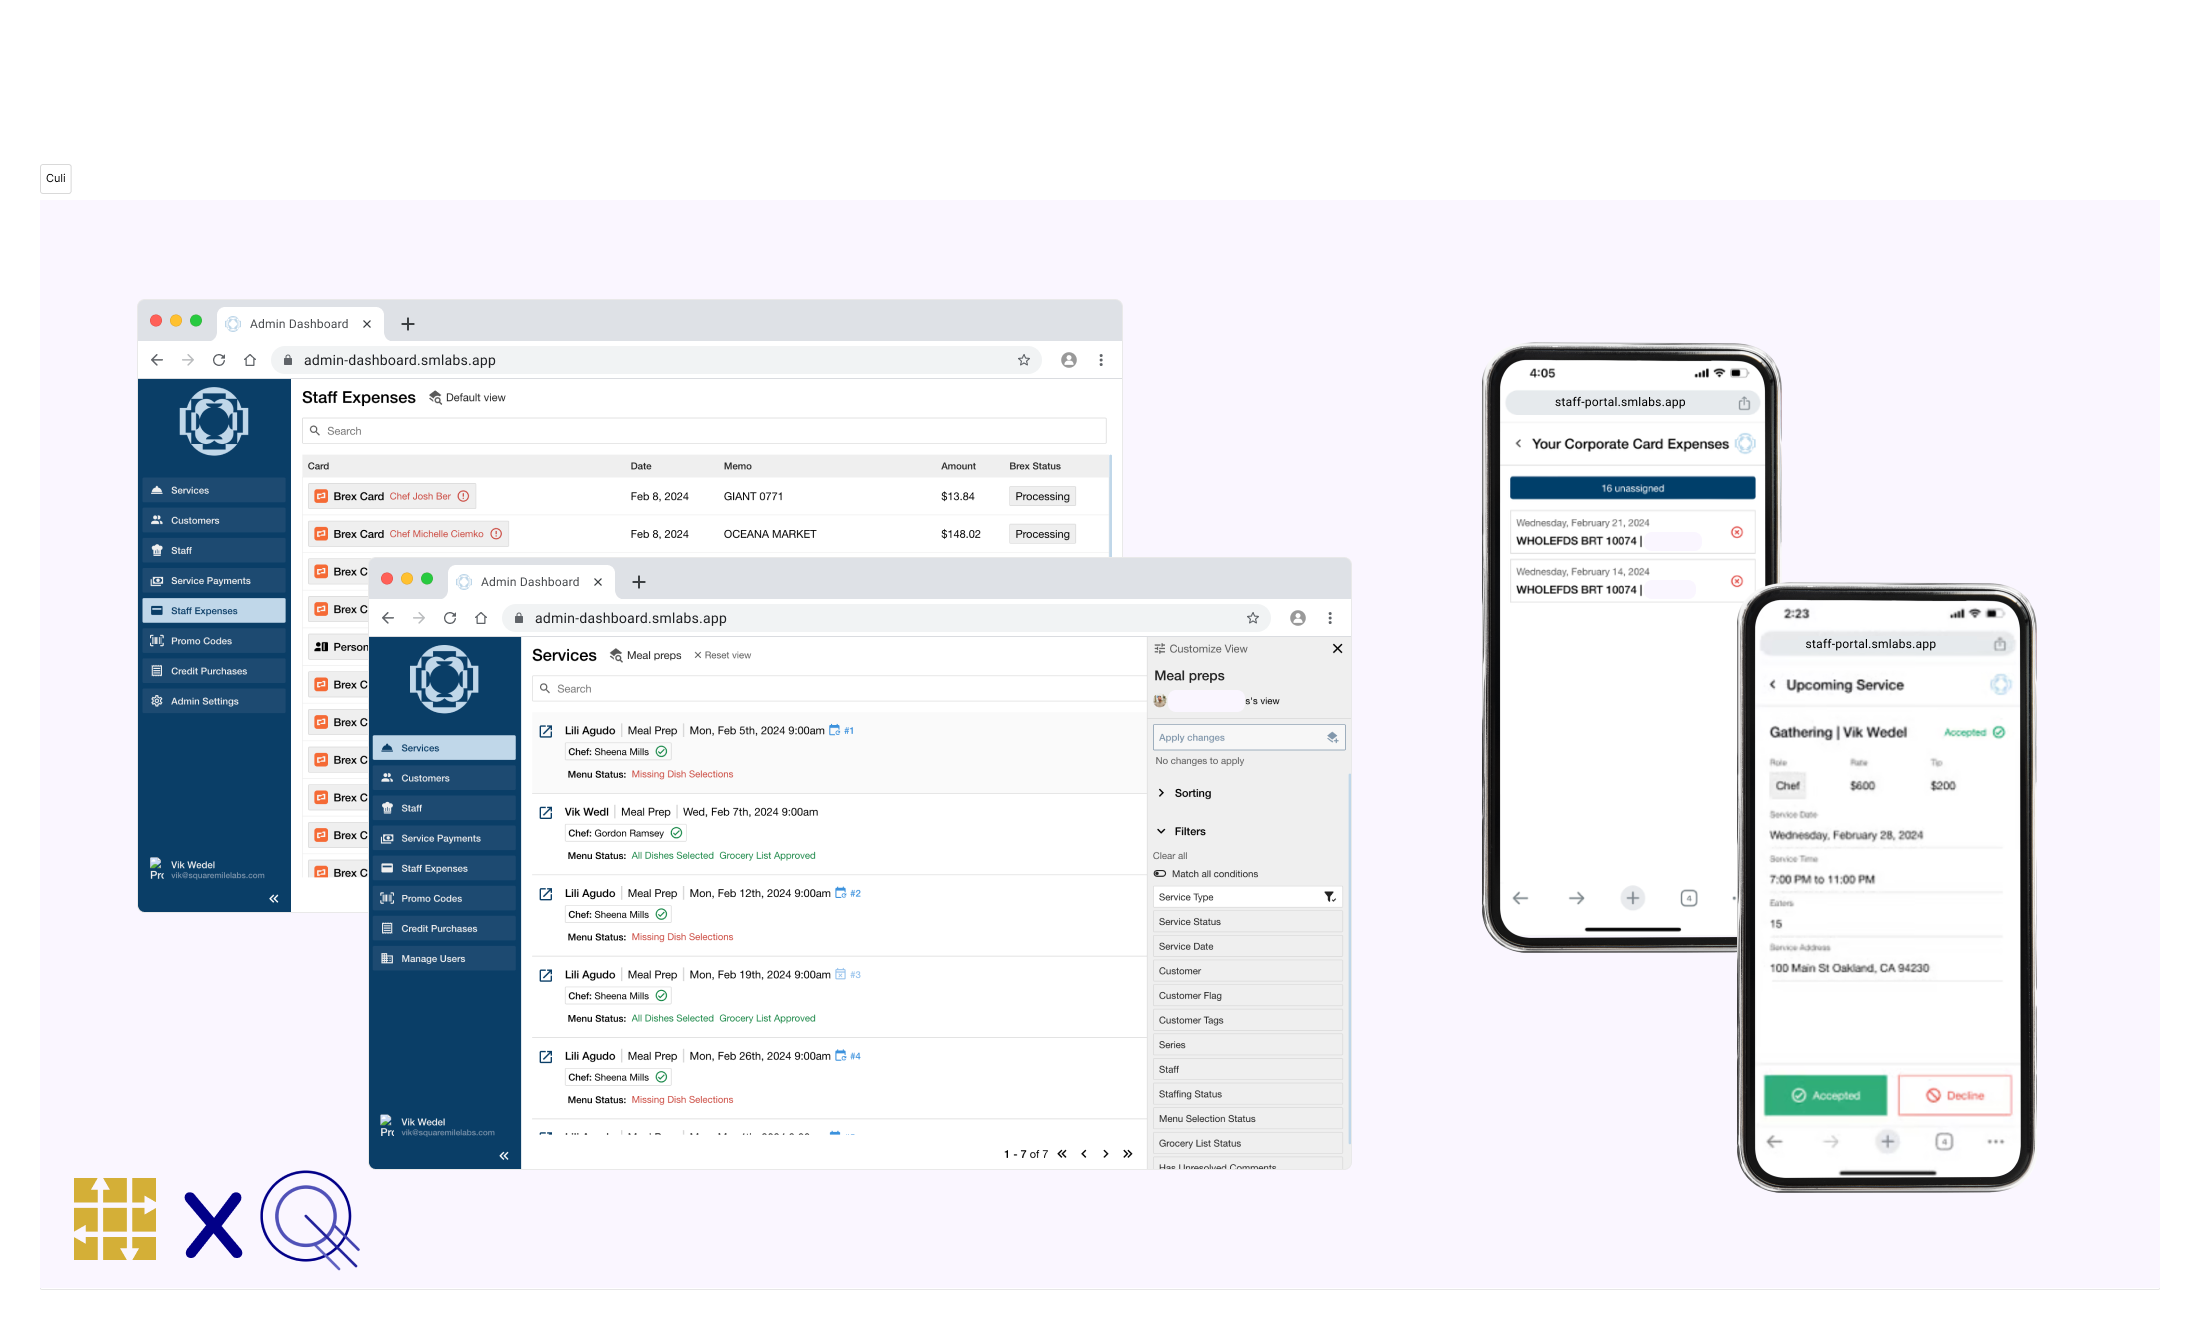 Culi
Admin Dashboard
admin-dashboard.smlabs.app
Services
Customers
Staff
Service Payments
Staff Expenses
Promo Codes
Credit Purchases
Admin Settings
Vik Wedel
vik@squaremilelabs.com
Staff Expenses Default view
Search
Card Date Memo Amount Brex Status
Brex Card Chef Josh Ber Feb 8, 2024 GIANT 0771 $13.84 Processing
Brex Card Chef Michelle Ciemko Feb 8, 2024 OCEANA MARKET $148.02 Processing
Brex C
Brex C
Person
Brex C
Brex C
Brex C
Brex C
Brex C
Brex C
Admin Dashboard
admin-dashboard.smlabs.app
Services
Customers
Staff
Service Payments
Staff Expenses
Promo Codes
Credit Purchases
Manage Users
Vik Wedel
vik@squaremilelabs.com
Services Meal preps Reset view
Search
Lili Agudo Meal Prep Mon, Feb 5th, 2024 9:00am #1
Chef: Sheena Mills
Menu Status: Missing Dish Selections
Vik Wedl Meal Prep Wed, Feb 7th, 2024 9:00am
Chef: Gordon Ramsey
Menu Status: All Dishes Selected Grocery List Approved
Lili Agudo Meal Prep Mon, Feb 12th, 2024 9:00am #2
Chef: Sheena Mills
Menu Status: Missing Dish Selections
Lili Agudo Meal Prep Mon, Feb 19th, 2024 9:00am #3
Chef: Sheena Mills
Menu Status: All Dishes Selected Grocery List Approved
Lili Agudo Meal Prep Mon, Feb 26th, 2024 9:00am #4
Chef: Sheena Mills
Menu Status: Missing Dish Selections
1 - 7 of 7
Customize View
Meal preps
s's view
Apply changes
No changes to apply
Sorting
Filters
Clear all
Match all conditions
Service Type
Service Status
Service Date
Customer
Customer Flag
Customer Tags
Series
Staff
Staffing Status
Menu Selection Status
Grocery List Status
Has Unresolved Comments
4:05
staff-portal.smlabs.app
Your Corporate Card Expenses
16 unassigned
Wednesday, February 21, 2024
WHOLEFDS BRT 10074 |
Wednesday, February 14, 2024
WHOLEFDS BRT 10074 |
4
2:23
staff-portal.smlabs.app
Upcoming Service
Gathering | Vik Wedel Accepted
Role Rate Tip
Chef $600 $200
Service Date
Wednesday, February 28, 2024
Service Time
7:00 PM to 11:00 PM
Eaters
15
Service Address
100 Main St Oakland, CA 94230
Accepted Decline
4
x